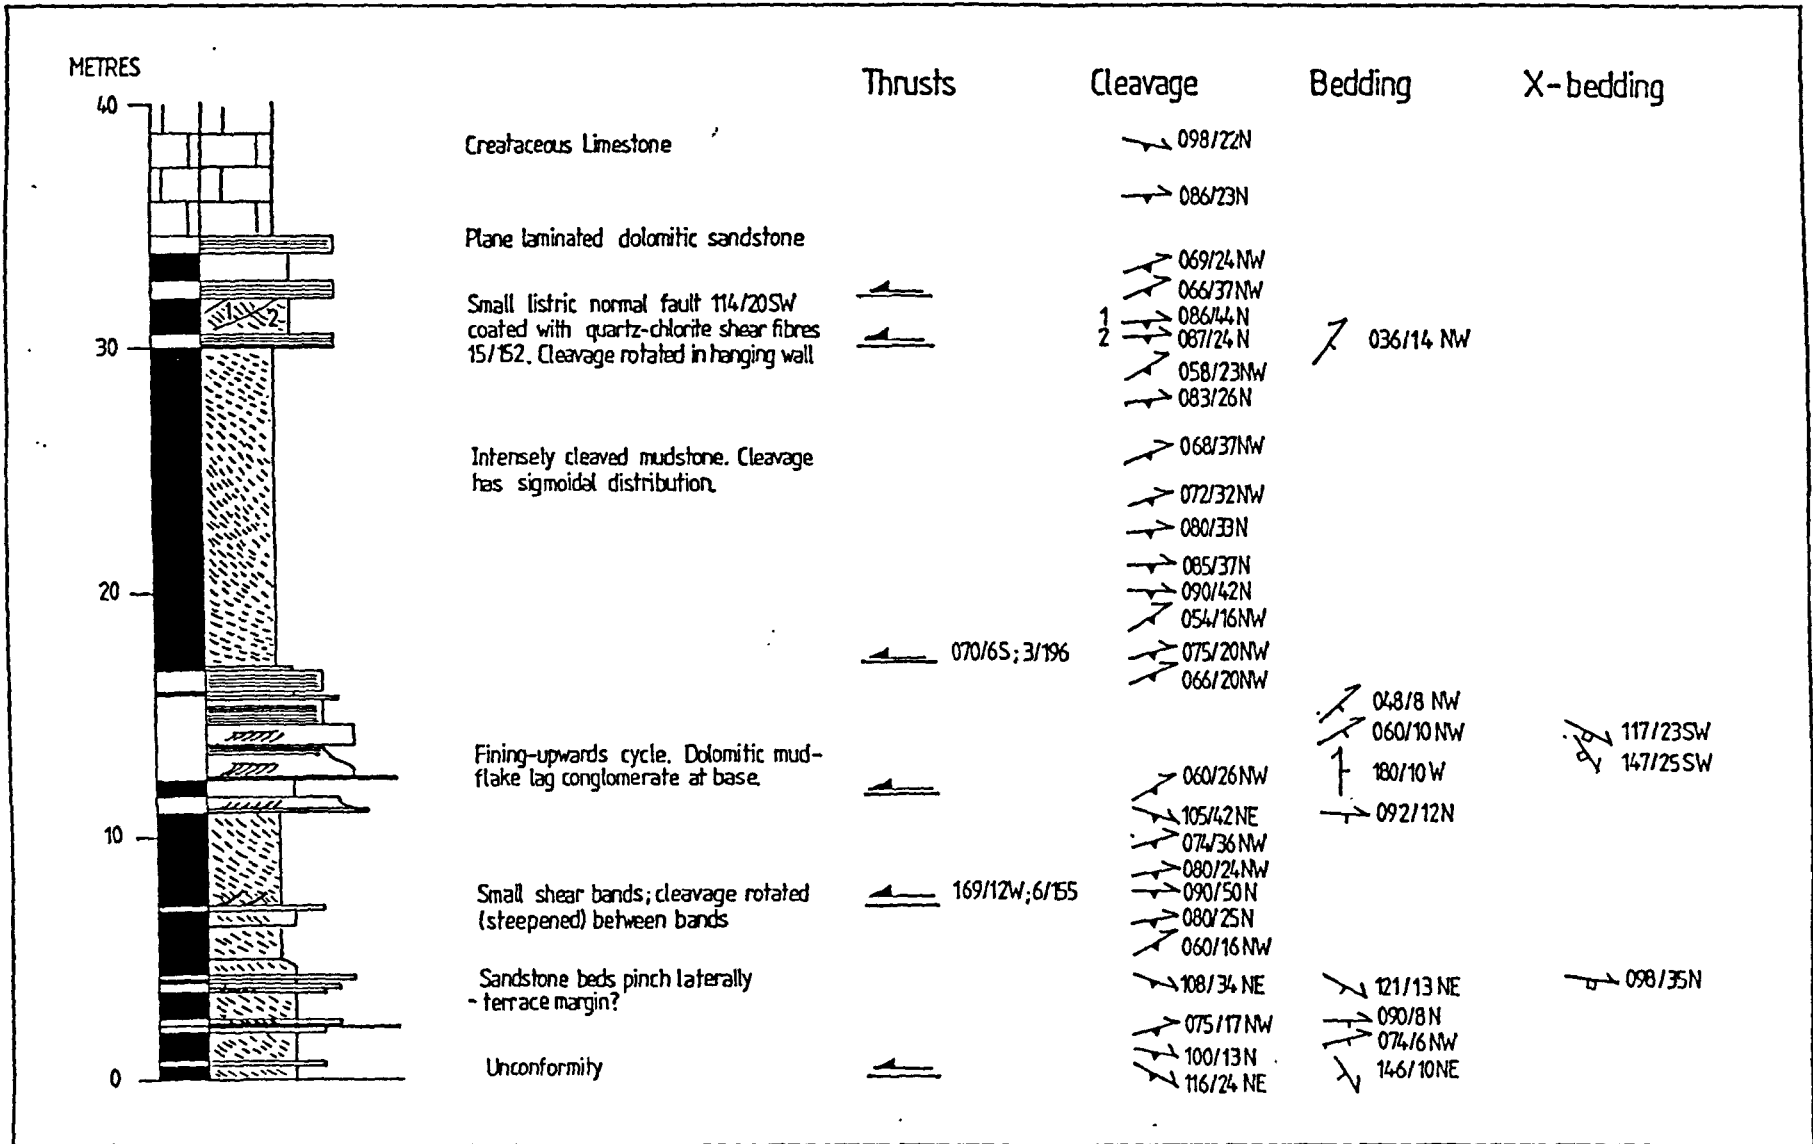 METRES
Thrusts
Cleavage
Bedding
X-bedding
40
Creataceous Limestone
098/22N
086/23N
Plane laminated dolomitic sandstone
069/24NW
066/37NW
Small listric normal fault 114/20SW
coated with quartz-chlorite shear fibres
15/152. Cleavage rotated in hanging wall
1
2
1 086/44N
2 087/24N
036/14 NW
30
058/23NW
083/26N
Intensely cleaved mudstone. Cleavage
has sigmoidal distribution.
068/37NW
072/32NW
080/33N
085/37N
20
090/42N
054/16NW
070/6S; 3/196
075/20NW
066/20NW
048/8 NW
060/10NW
117/23SW
147/25SW
Fining-upwards cycle. Dolomitic mud-
flake lag conglomerate at base.
060/26NW
180/10W
105/42NE
092/12N
10
074/36NW
080/24NW
Small shear bands; cleavage rotated
(steepened) between bands
169/12W; 6/155
090/50N
080/25N
060/16NW
Sandstone beds pinch laterally
- terrace margin?
108/34 NE
121/13 NE
098/35N
075/17NW
090/8N
074/6NW
Unconformity
100/13N
146/10NE
0
116/24 NE